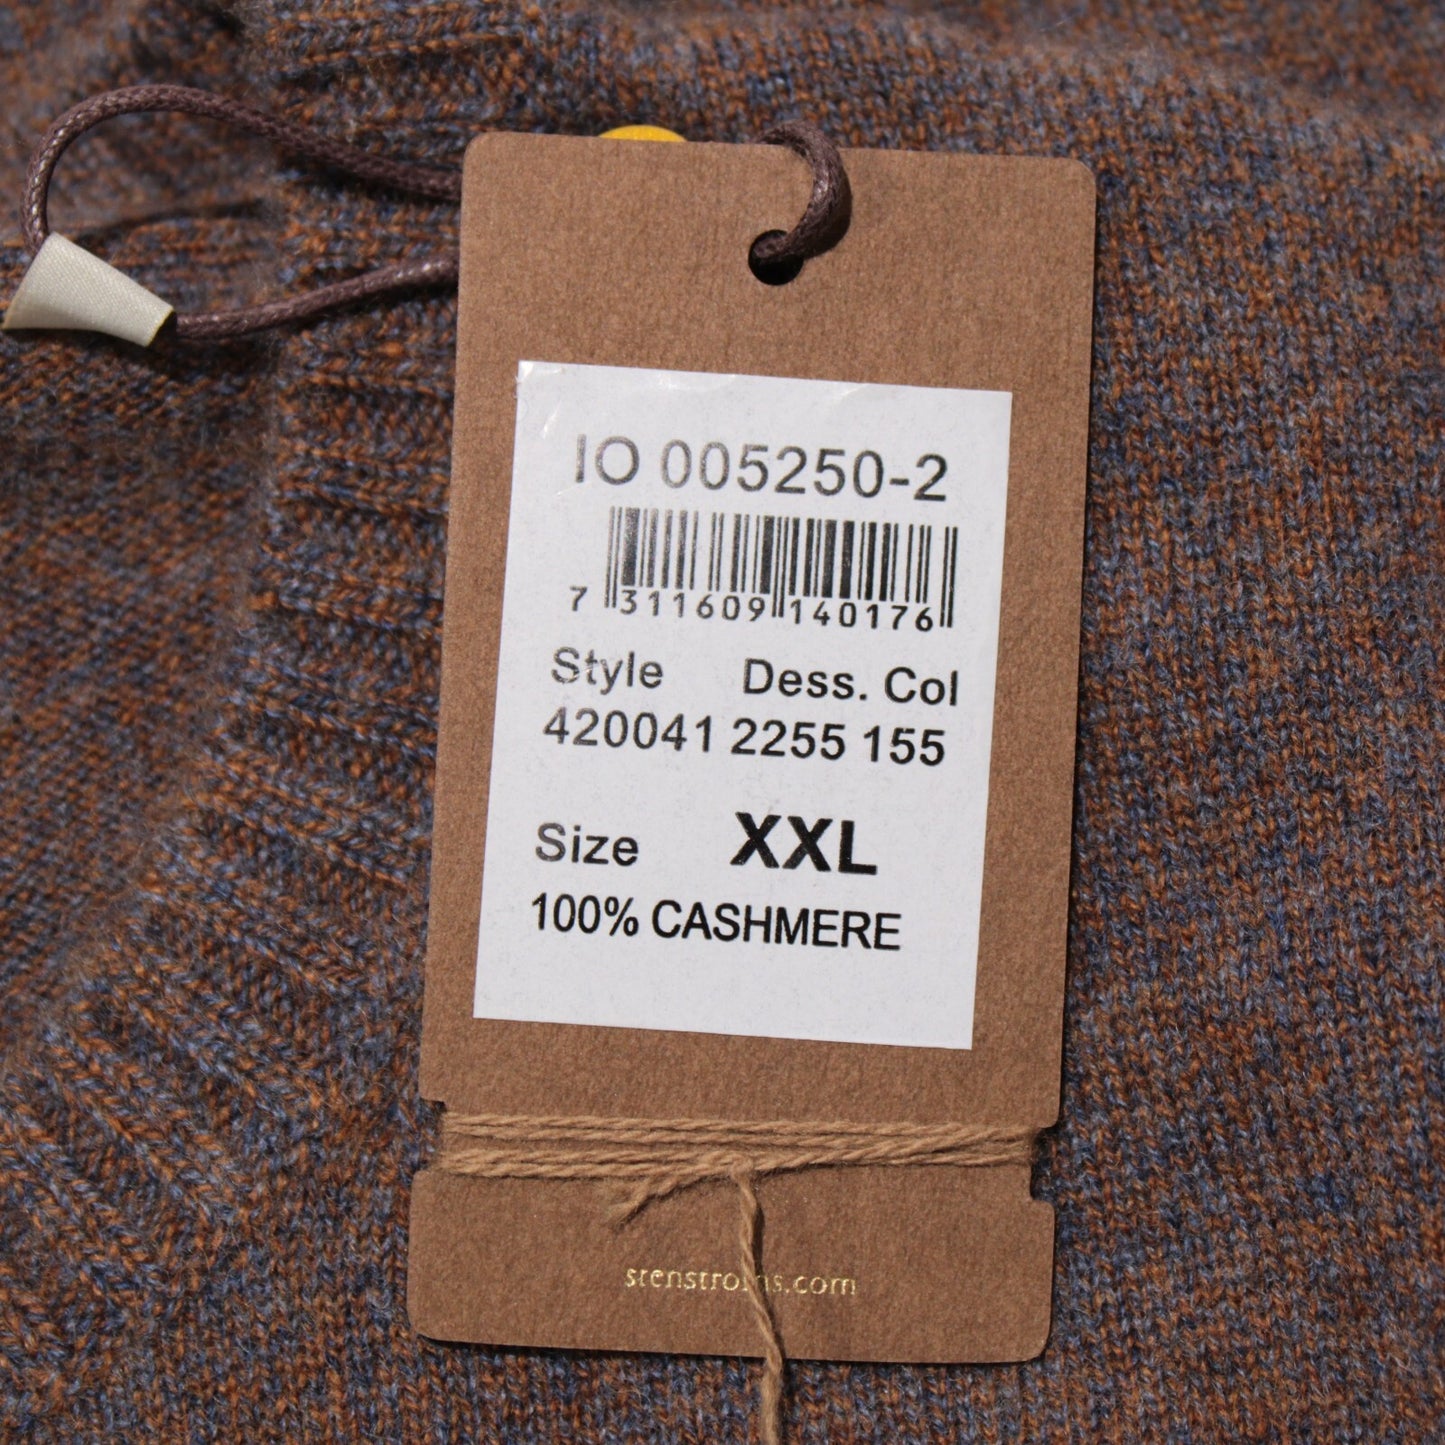 IO 005250-2
7 311609 140176
Style Dess. Col
420041 2255 155
Size XXL
100% CASHMERE
stenstroms.com